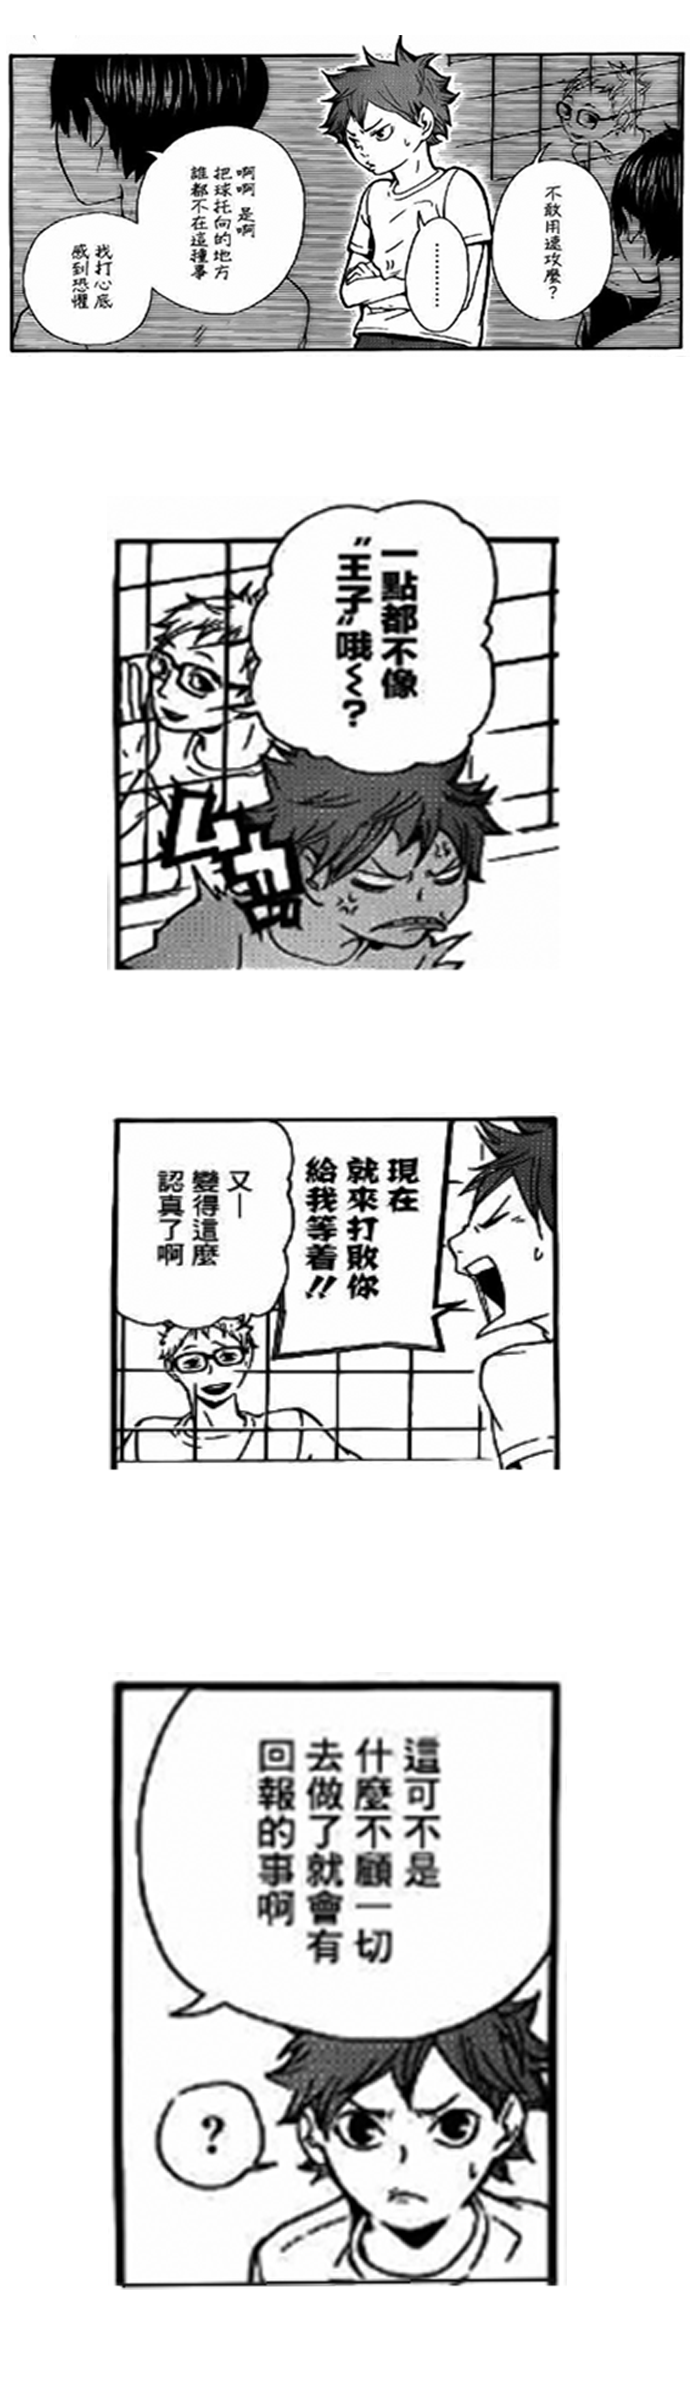 不敢用速攻麼?
………
啊啊 是啊
把球托向的地方
誰都不在這種事
我打心底
感到恐懼
一點都不像
"王子"哦～?
ムカッ
現在
就來打敗你
給我等着!!
又—
變得這麼
認真了啊
這可不是
什麼不顧一切
去做了就會有
回報的事啊
?